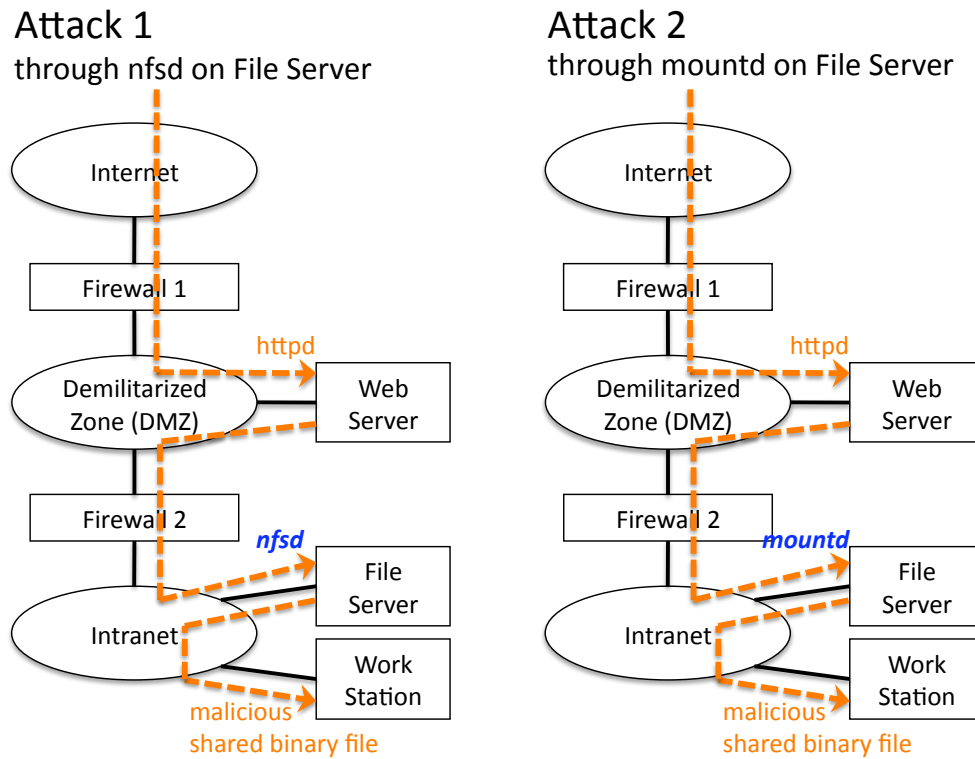 Attack 1
through nfsd on File Server
Internet
Firewall 1
httpd
Demilitarized
Zone (DMZ)
Web
Server
Firewall 2
nfsd
File
Server
Intranet
Work
Station
malicious
shared binary file
Attack 2
through mountd on File Server
Internet
Firewall 1
httpd
Demilitarized
Zone (DMZ)
Web
Server
Firewall 2
mountd
File
Server
Intranet
Work
Station
malicious
shared binary file